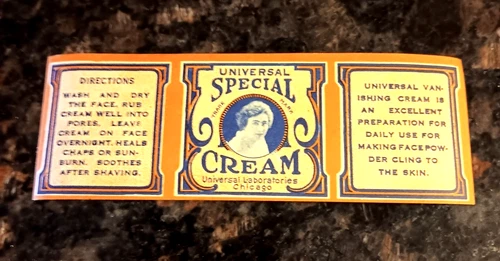 DIRECTIONS
WASH AND DRY
THE FACE. RUB
CREAM WELL INTO
PORES. LEAVE
CREAM ON FACE
OVERNIGHT. HEALS
CHAPS OR SUN-
BURN. SOOTHES
AFTER SHAVING.
UNIVERSAL
SPECIAL
TRADE MARK
CREAM
Universal Laboratories
Chicago
UNIVERSAL VAN-
ISHING CREAM IS
AN EXCELLENT
PREPARATION FOR
DAILY USE FOR
MAKING FACE POW-
DER CLING TO
THE SKIN.